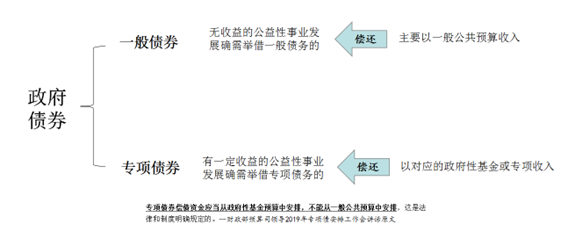 政府
债券
一般债券
无收益的公益性事业发
展确需举借一般债务的
偿还
主要以一般公共预算收入
专项债券
有一定收益的公益性事业
发展确需举借专项债务的
偿还
以对应的政府性基金或专项收入
专项债券偿债资金应当从政府性基金预算中安排，不能从一般公共预算中安排。这是法
律和制度明确规定的。—财政部预算司领导2019年专项债安排工作会讲话原文